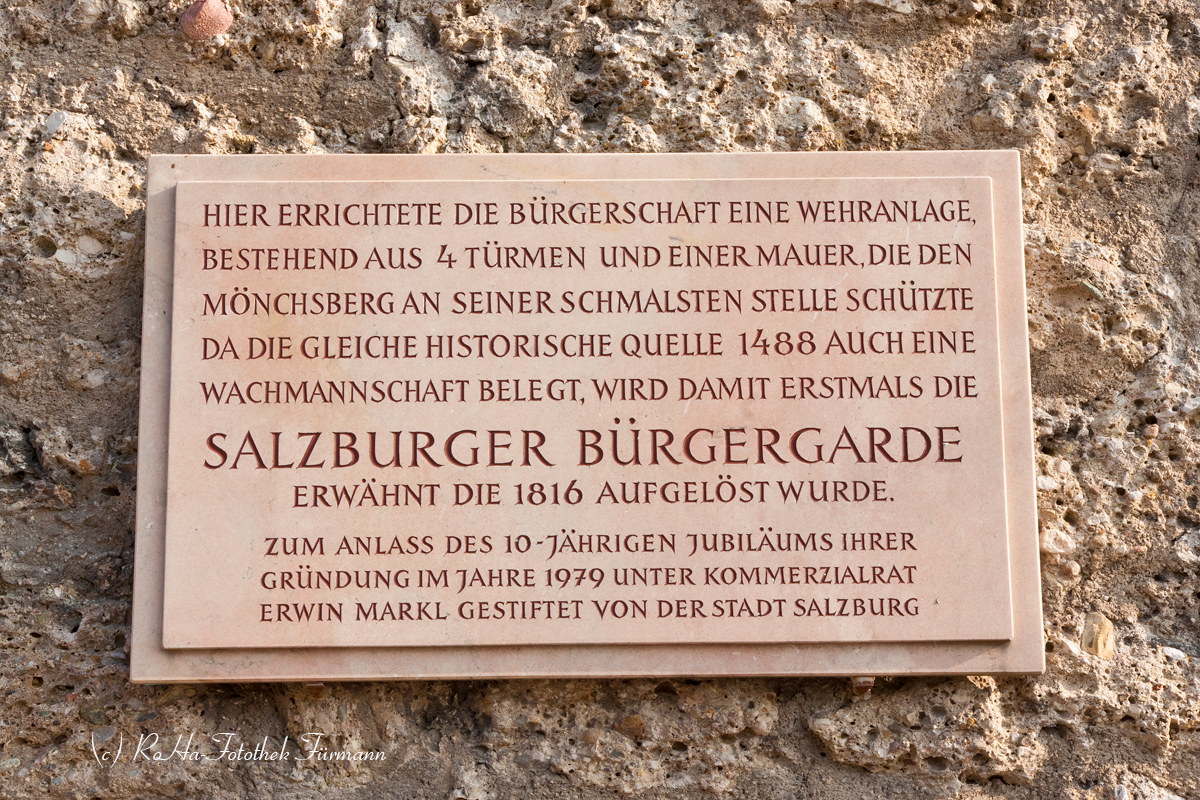 HIER ERRICHTETE DIE BÜRGERSCHAFT EINE WEHRANLAGE,
BESTEHEND AUS 4 TÜRMEN UND EINER MAUER, DIE DEN
MÖNCHSBERG AN SEINER SCHMALSTEN STELLE SCHÜTZTE
DA DIE GLEICHE HISTORISCHE QUELLE 1488 AUCH EINE
WACHMANNSCHAFT BELEGT, WIRD DAMIT ERSTMALS DIE
SALZBURGER BÜRGERGARDE
ERWÄHNT DIE 1816 AUFGELÖST WURDE.
ZUM ANLASS DES 10-JÄHRIGEN JUBILÄUMS IHRER
GRÜNDUNG IM JAHRE 1979 UNTER KOMMERZIALRAT
ERWIN MARKL GESTIFTET VON DER STADT SALZBURG
(c) RaHa-Fotothek Fürmann